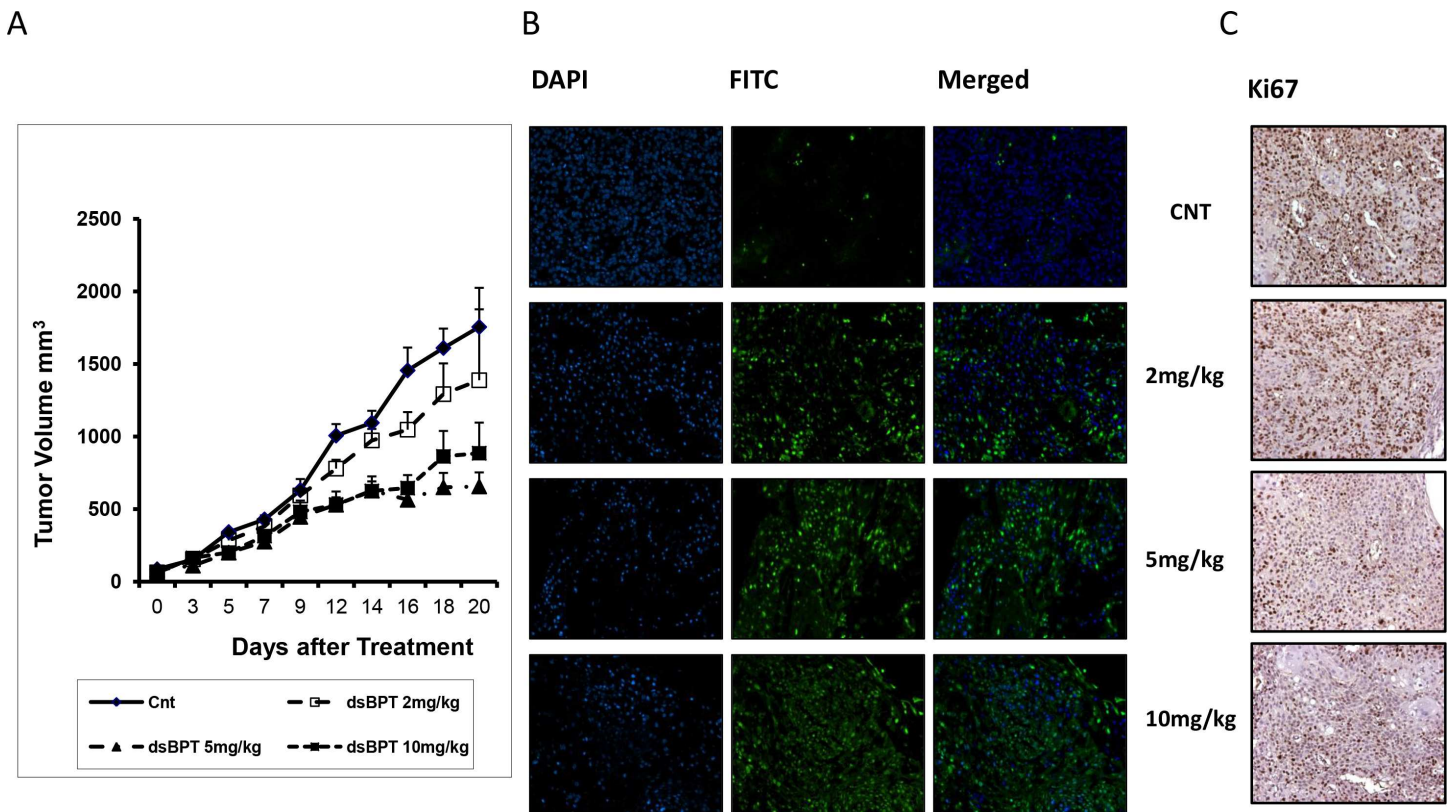 A
B
C
DAPI
FITC
Merged
Ki67
2500
2000
1500
1000
500
0
0 3 5 7 9 12 14 16 18 20
Tumor Volume mm³
Days after Treatment
Cnt
dsBPT 2mg/kg
dsBPT 5mg/kg
dsBPT 10mg/kg
CNT
2mg/kg
5mg/kg
10mg/kg